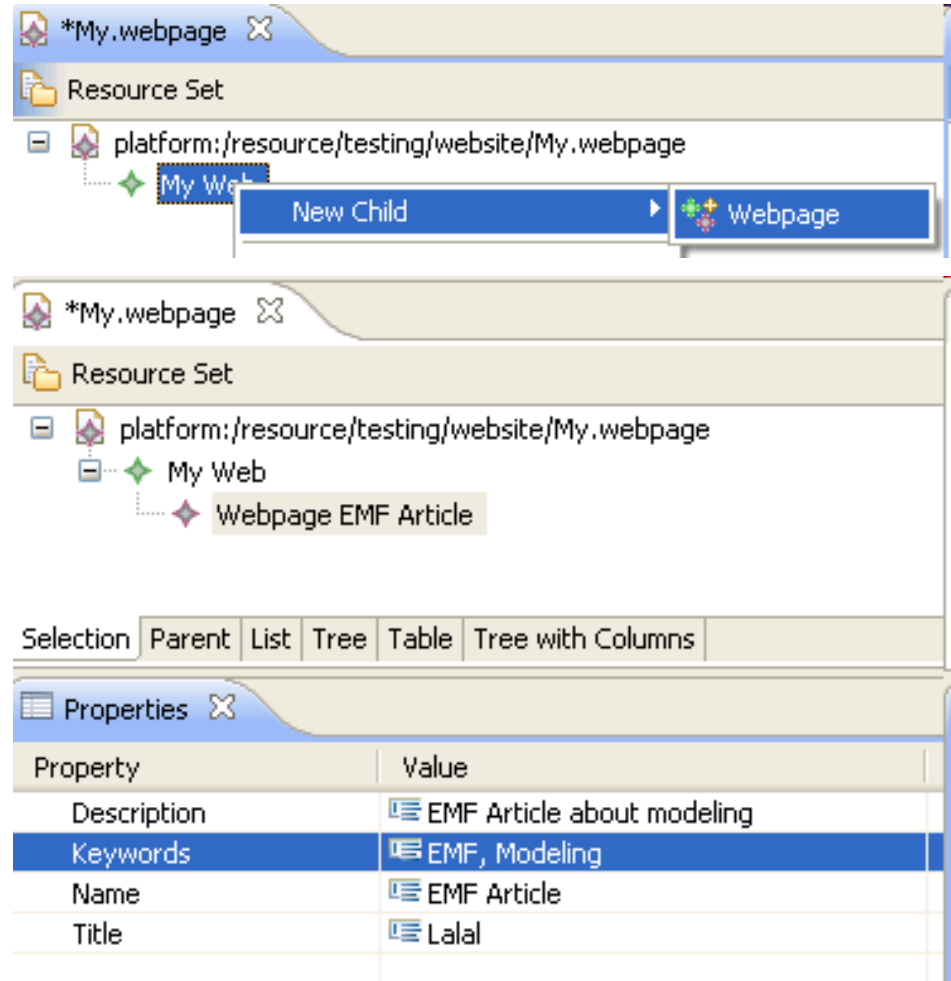 *My.webpage
Resource Set
platform:/resource/testing/website/My.webpage
My Web
New Child
Webpage
*My.webpage
Resource Set
platform:/resource/testing/website/My.webpage
My Web
Webpage EMF Article
Selection Parent List Tree Table Tree with Columns
Properties
Property Value
Description EMF Article about modeling
Keywords EMF, Modeling
Name EMF Article
Title Lalal